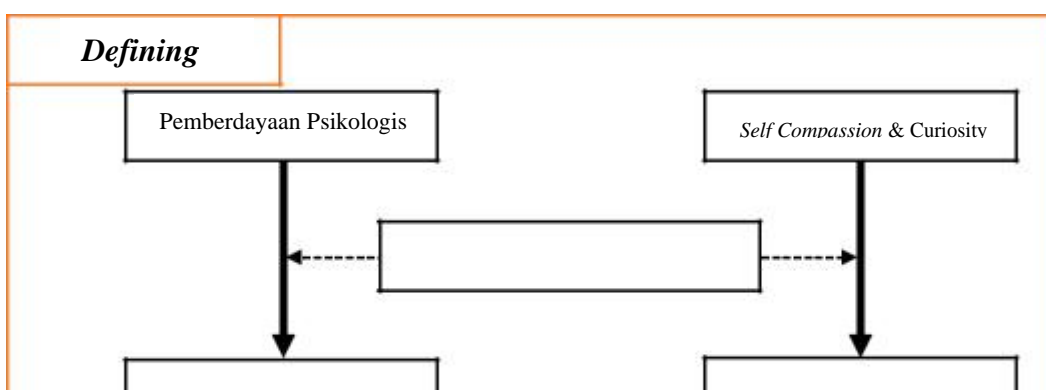 Defining
Pemberdayaan Psikologis
Self Compassion & Curiosity